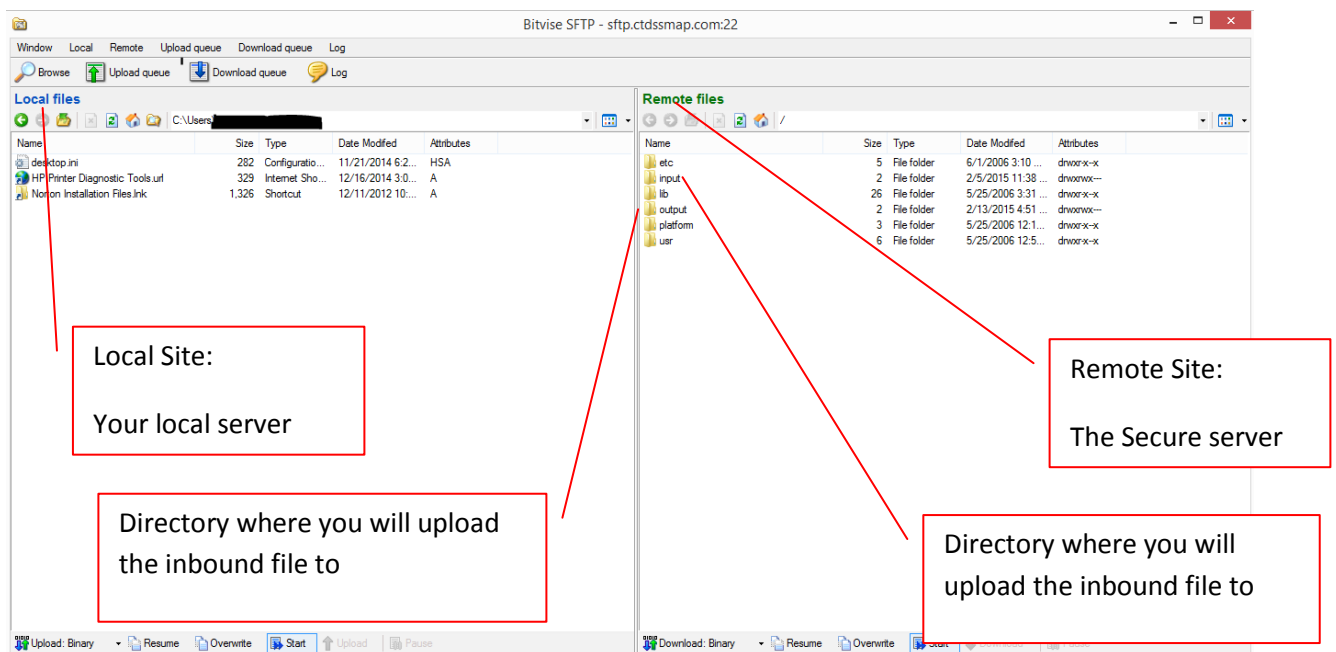 Bitvise SFTP - sftp.ctdssmap.com:22
Window Local Remote Upload queue Download queue Log
Browse Upload queue Download queue Log
Local files
C:\Users
Name Size Type Date Modified Attributes
desktop.ini 282 Configuratio... 11/21/2014 6:2... HSA
HP Printer Diagnostic Tools.url 329 Internet Sho... 12/16/2014 3:0... A
Norton Installation Files.lnk 1,326 Shortcut 12/11/2012 10:... A
Remote files
/
Name Size Type Date Modified Attributes
etc 5 File folder 6/1/2006 3:10 ... drwxr-x--x
input 2 File folder 2/5/2015 11:38 ... drwxrwx---
lib 26 File folder 5/25/2006 3:31 ... drwxr-x--x
output 2 File folder 2/13/2015 4:51 ... drwxrwx---
platform 3 File folder 5/25/2006 12:1... drwxr-x--x
usr 6 File folder 5/25/2006 12:5... drwxr-x--x
Local Site:
Your local server
Remote Site:
The Secure server
Directory where you will upload
the inbound file to
Directory where you will
upload the inbound file to
Upload: Binary Resume Overwrite Start Upload Pause
Download: Binary Resume Overwrite Start